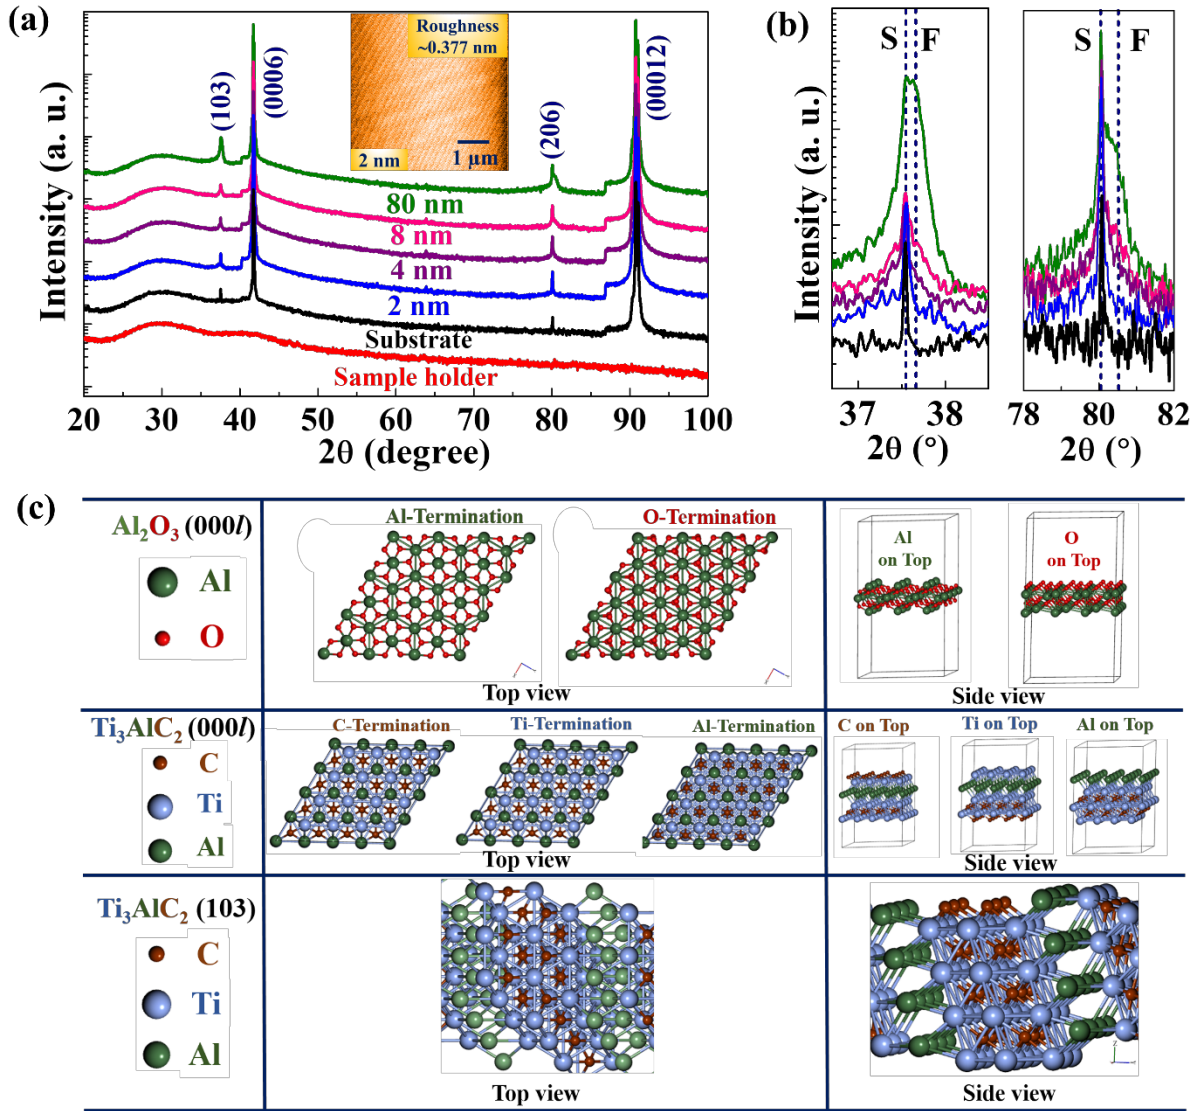 (a)
Roughness
~0.377 nm
2 nm
1 µm
(103)
(0006)
(206)
(00012)
80 nm
8 nm
4 nm
2 nm
Substrate
Sample holder
Intensity (a. u.)
20 30 40 50 60 70 80 90 100
2θ (degree)
(b)
S F
S F
Intensity (a. u.)
37 38
78 80 82
2θ (°)
2θ (°)
(c)
Al₂O₃ (000l)
Al
O
Al-Termination
O-Termination
Top view
Al
on Top
O
on Top
Side view
Ti₃AlC₂ (000l)
C
Ti
Al
C-Termination
Ti-Termination
Al-Termination
Top view
C on Top
Ti on Top
Al on Top
Side view
Ti₃AlC₂ (103)
C
Ti
Al
Top view
Z
Side view